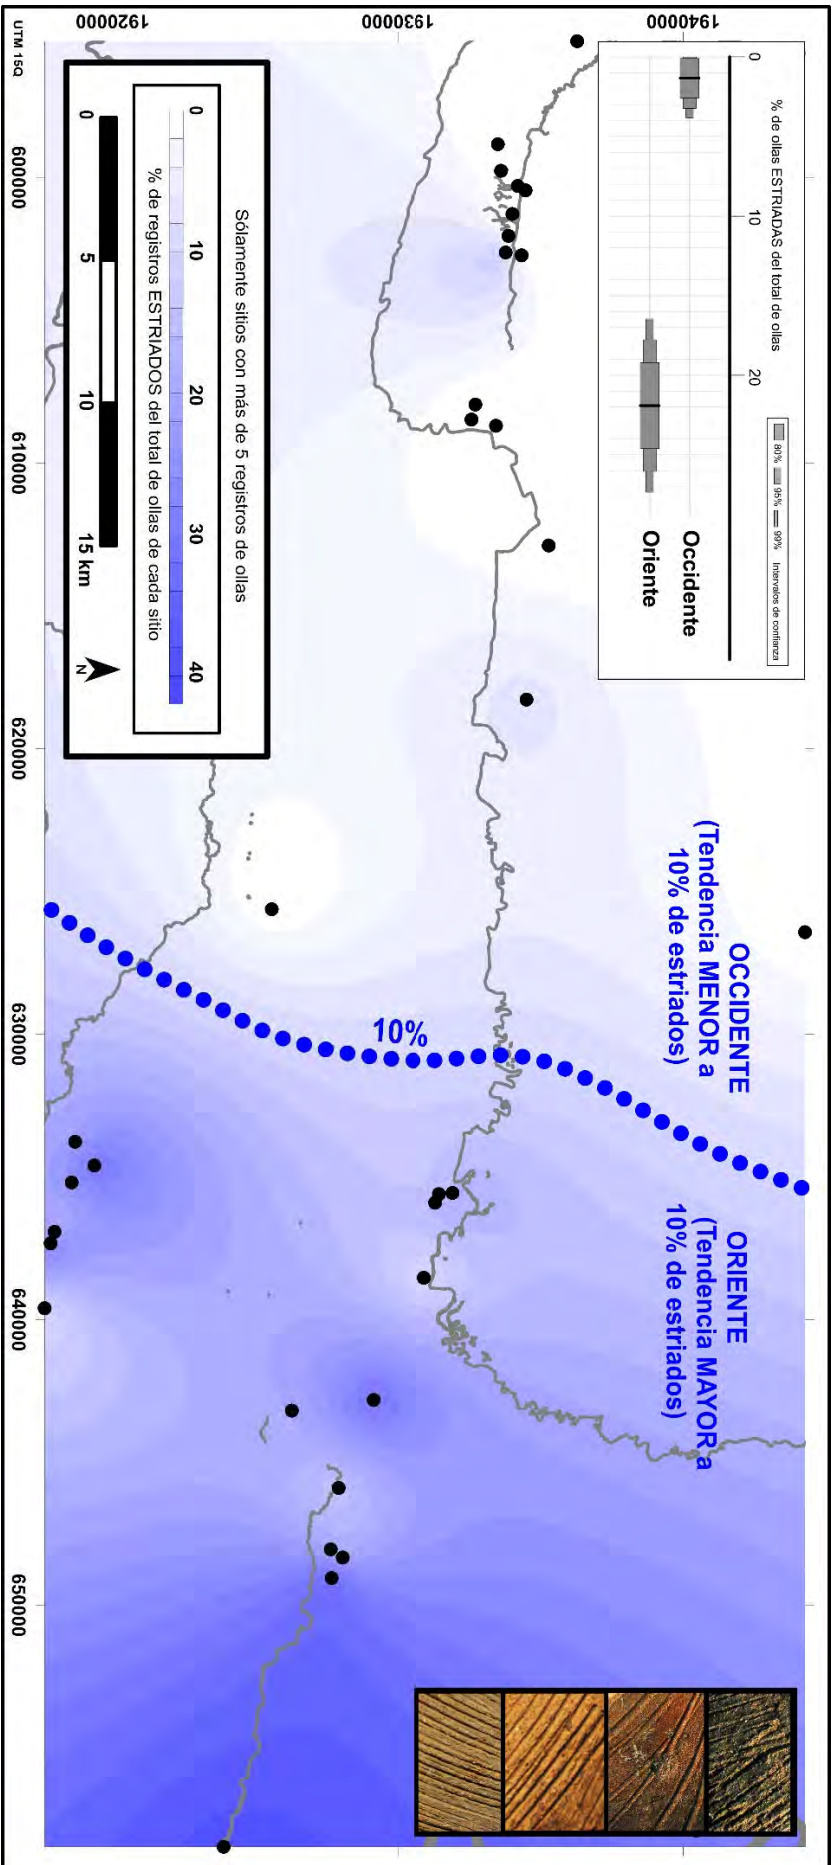 % de ollas ESTRIADAS del total de ollas
0
10
20
80% 95% 99% Intervalos de confianza
Occidente
Oriente
OCCIDENTE
(Tendencia MENOR a
10% de estriados)
ORIENTE
(Tendencia MAYOR a
10% de estriados)
10%
Sólamente sitios con más de 5 registros de ollas
0
10
20
30
40
% de registros ESTRIADOS del total de ollas de cada sitio
0
5
10
15 km
N
1940000
1930000
1920000
UTM 15Q
600000
610000
620000
630000
640000
650000